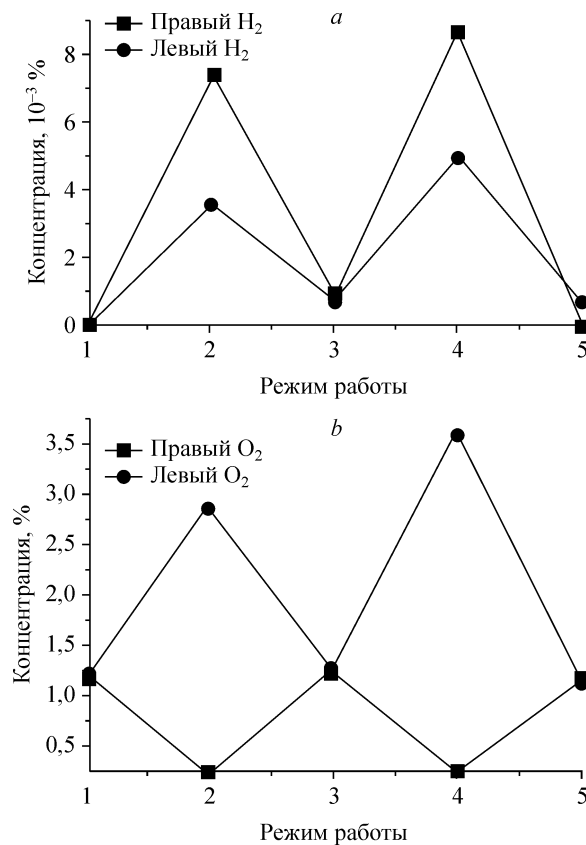 a
Правый H₂
Левый H₂
Концентрация, 10⁻³ %
8
6
4
2
0
1 2 3 4 5
Режим работы
b
Правый O₂
Левый O₂
Концентрация, %
3,5
3,0
2,5
2,0
1,5
1,0
0,5
1 2 3 4 5
Режим работы